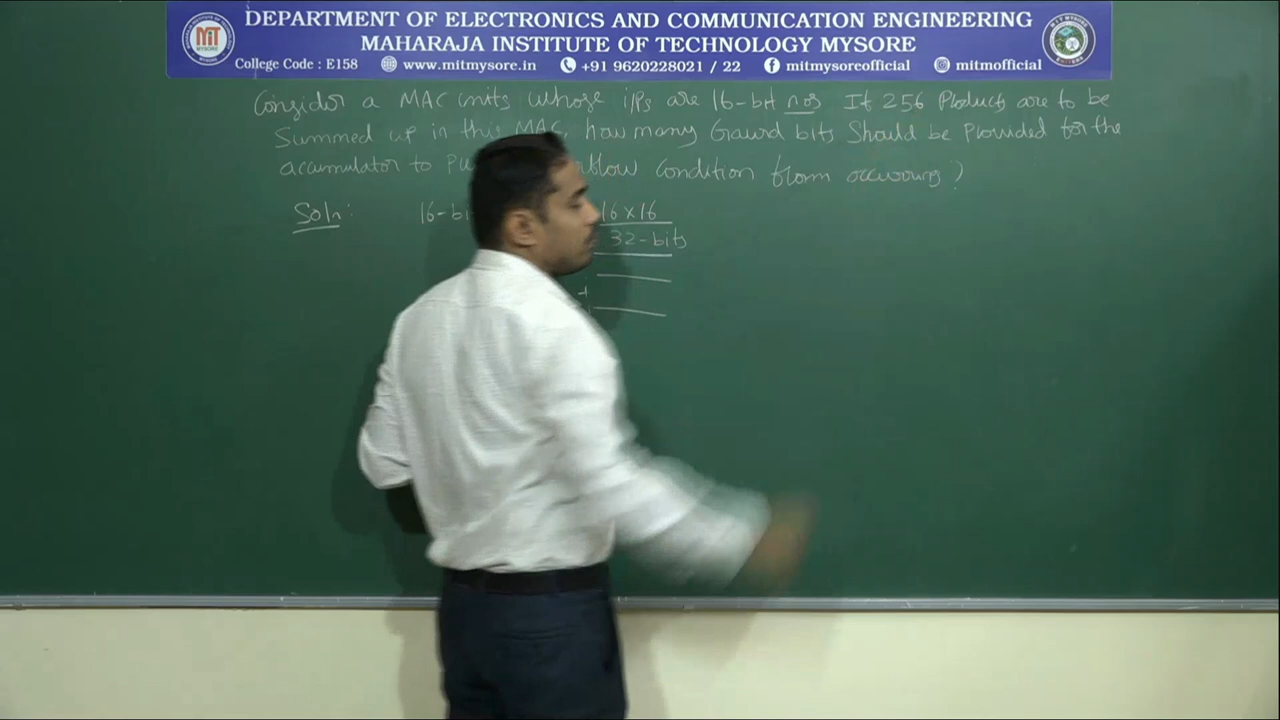 DEPARTMENT OF ELECTRONICS AND COMMUNICATION ENGINEERING
MAHARAJA INSTITUTE OF TECHNOLOGY MYSORE
College Code : E158 www.mitmysore.in +91 9620228021 / 22 mitmysoreofficial mitmofficial
MIT
MYSORE
Consider a MAC units whose i/Ps are 16-bit nos If 256 Products are to be
Summed up in this MAC, how many Gaurd bits Should be Provided for the
accumulator to condition from occurring ?
Soln: 16-bi 16 x 16
32-bits
+